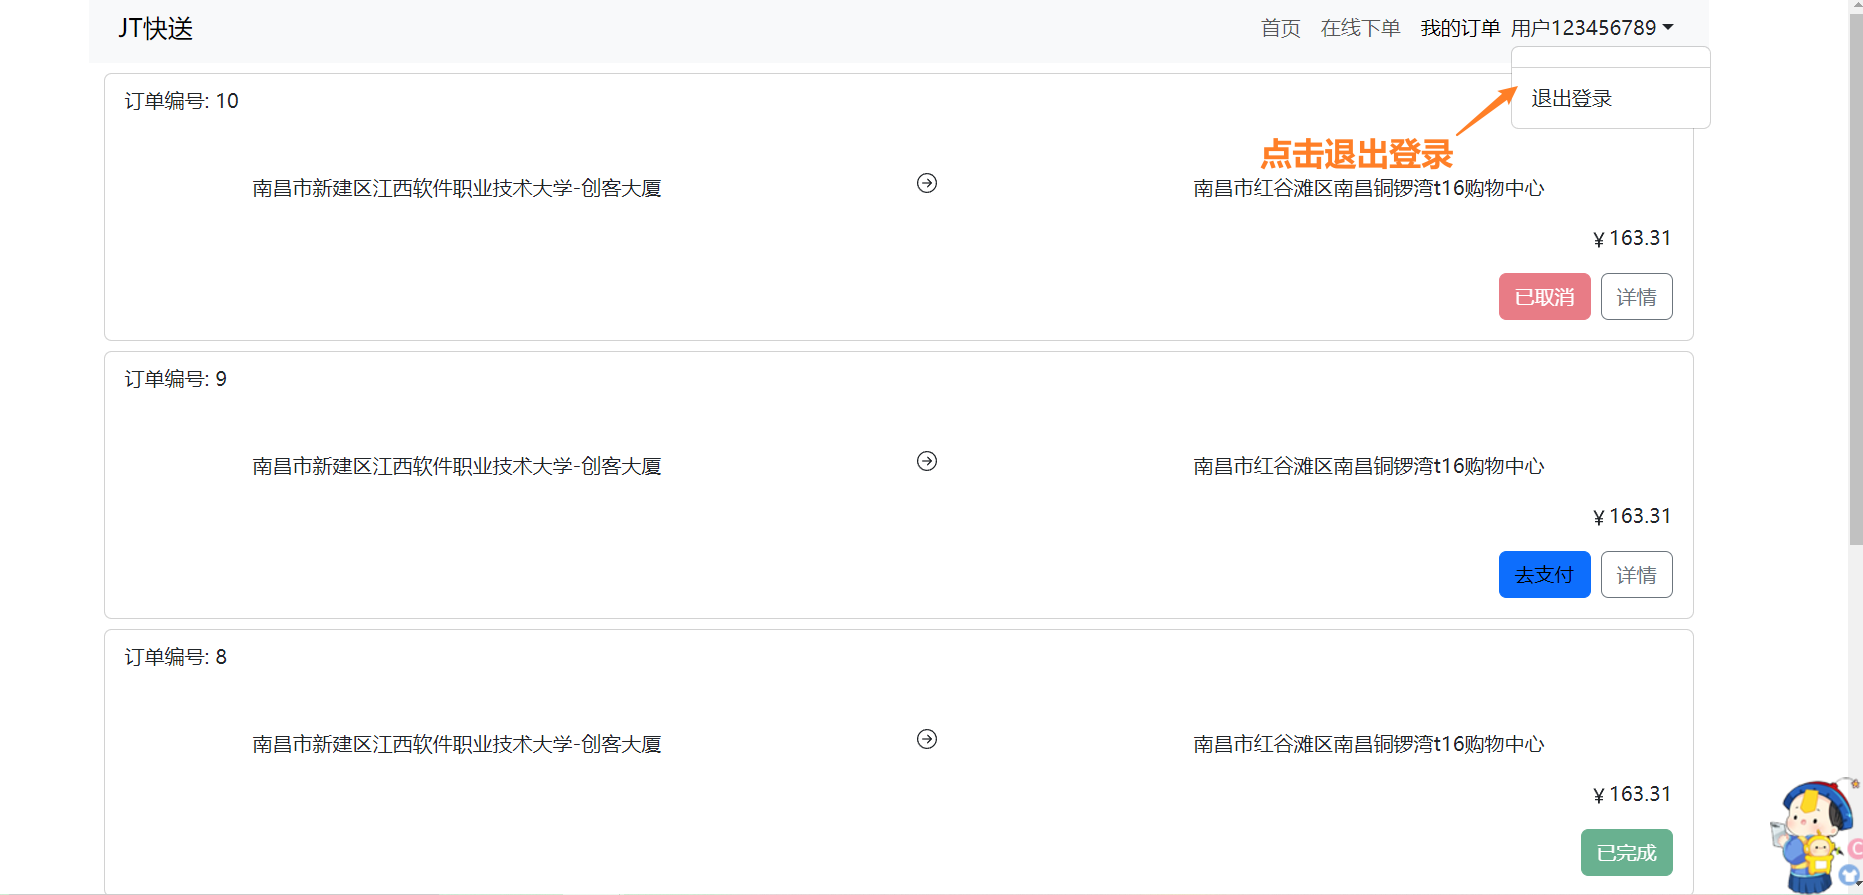 JT快送
首页 在线下单 我的订单 用户123456789
退出登录
点击退出登录
订单编号: 10
南昌市新建区江西软件职业技术大学-创客大厦
南昌市红谷滩区南昌铜锣湾t16购物中心
￥163.31
已取消 详情
订单编号: 9
南昌市新建区江西软件职业技术大学-创客大厦
南昌市红谷滩区南昌铜锣湾t16购物中心
￥163.31
去支付 详情
订单编号: 8
南昌市新建区江西软件职业技术大学-创客大厦
南昌市红谷滩区南昌铜锣湾t16购物中心
￥163.31
已完成
C